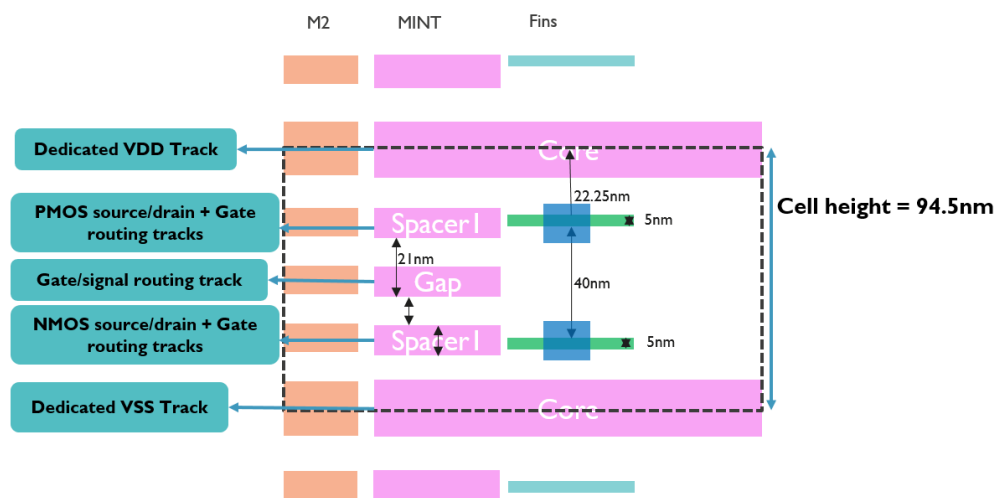 M2
MINT
Fins
Dedicated VDD Track
Core
22.25nm
Cell height = 94.5nm
PMOS source/drain + Gate
routing tracks
Spacer1
5nm
21nm
Gate/signal routing track
Gap
40nm
NMOS source/drain + Gate
routing tracks
Spacer1
5nm
Dedicated VSS Track
Core